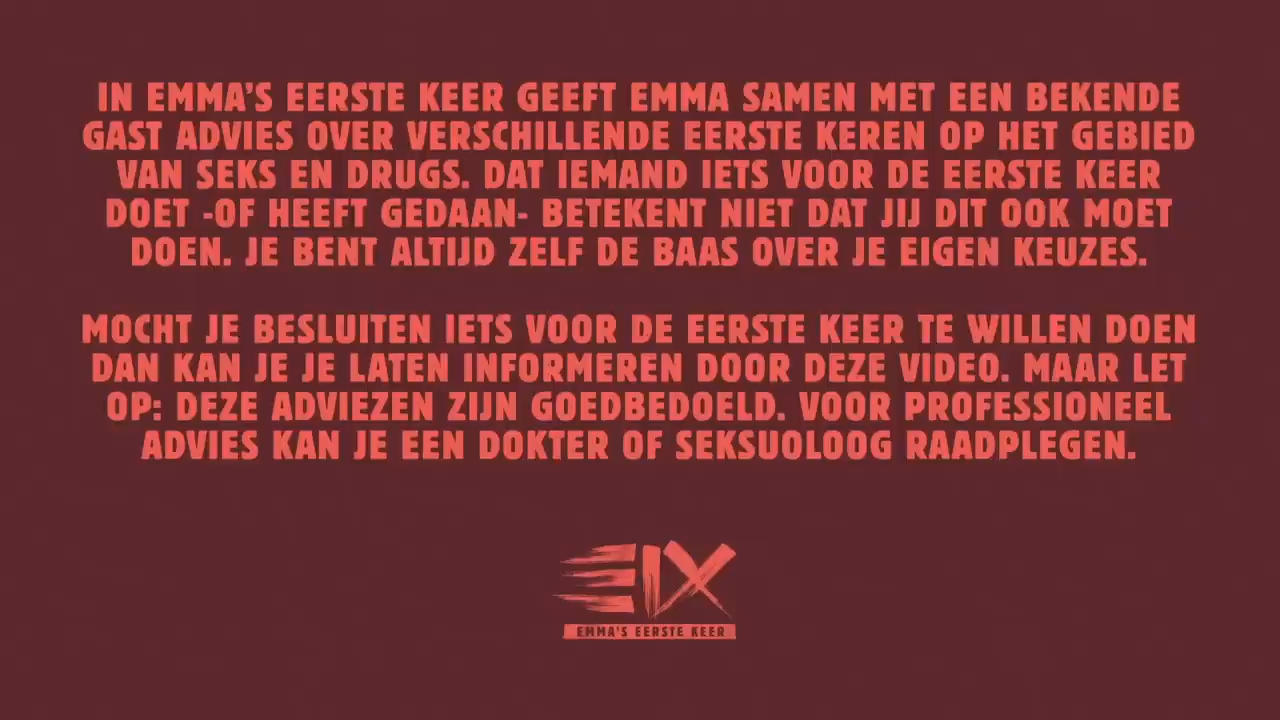 IN EMMA'S EERSTE KEER GEEFT EMMA SAMEN MET EEN BEKENDE
GAST ADVIES OVER VERSCHILLENDE EERSTE KEREN OP HET GEBIED
VAN SEKS EN DRUGS. DAT IEMAND IETS VOOR DE EERSTE KEER
DOET -OF HEEFT GEDAAN- BETEKENT NIET DAT JIJ DIT OOK MOET
DOEN. JE BENT ALTIJD ZELF DE BAAS OVER JE EIGEN KEUZES.
MOCHT JE BESLUITEN IETS VOOR DE EERSTE KEER TE WILLEN DOEN
DAN KAN JE JE LATEN INFORMEREN DOOR DEZE VIDEO. MAAR LET
OP: DEZE ADVIEZEN ZIJN GOEDBEDOELD. VOOR PROFESSIONEEL
ADVIES KAN JE EEN DOKTER OF SEKSUOLOOG RAADPLEGEN.
E1X
EMMA'S EERSTE KEER